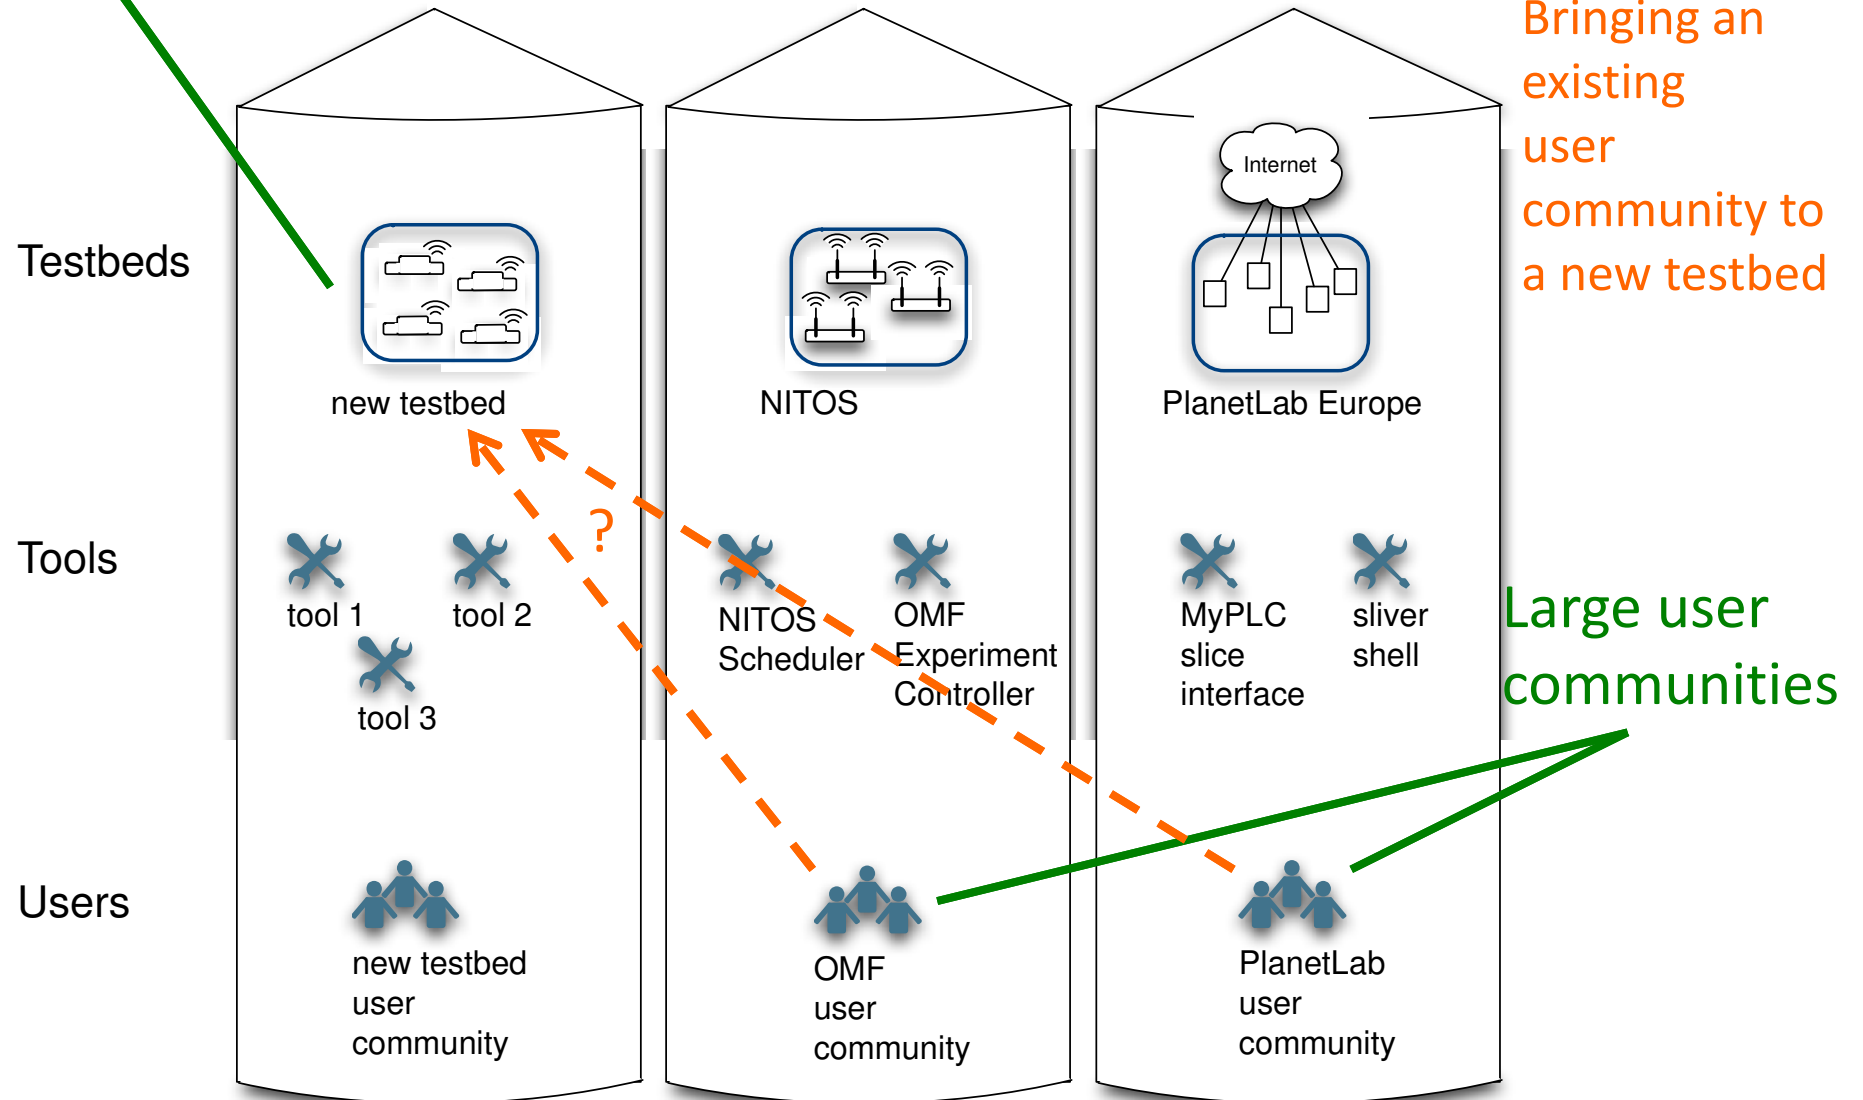 Bringing an
existing
user
community to
a new testbed
Internet
Testbeds
new testbed
NITOS
PlanetLab Europe
?
Tools
tool 1
tool 2
tool 3
NITOS
Scheduler
OMF
Experiment
Controller
MyPLC
slice
interface
sliver
shell
Large user
communities
Users
new testbed
user
community
OMF
user
community
PlanetLab
user
community